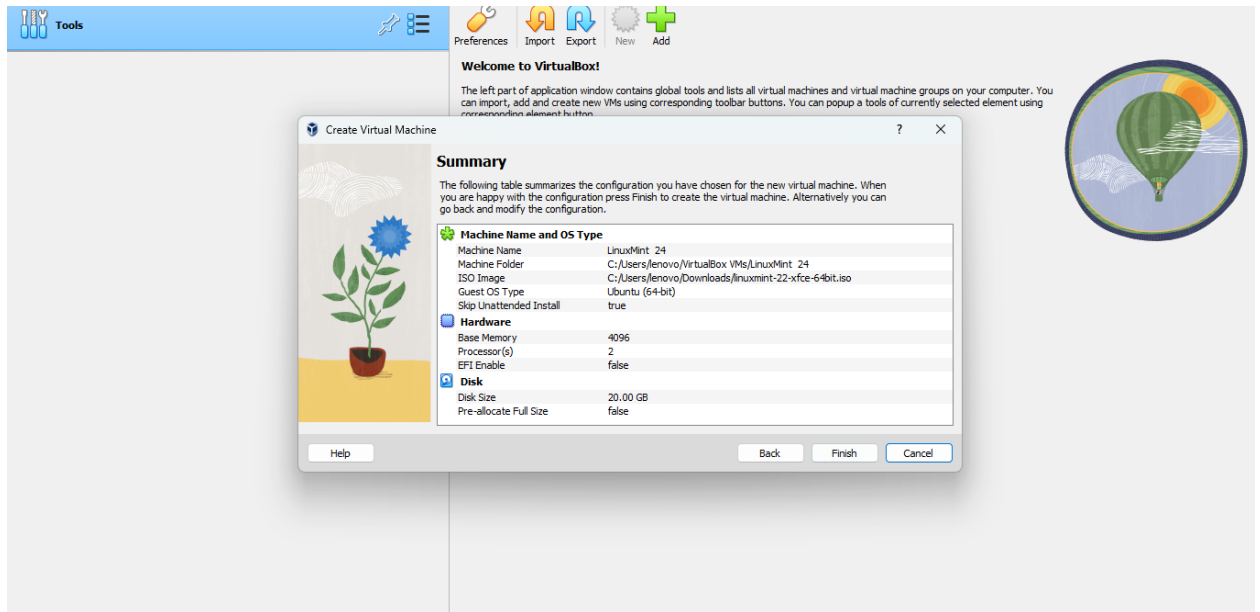 Tools
Preferences Import Export New Add
Welcome to VirtualBox!
The left part of application window contains global tools and lists all virtual machines and virtual machine groups on your computer. You
can import, add and create new VMs using corresponding toolbar buttons. You can popup a tools of currently selected element using
corresponding element button.
Create Virtual Machine ?
Summary
The following table summarizes the configuration you have chosen for the new virtual machine. When
you are happy with the configuration press Finish to create the virtual machine. Alternatively you can
go back and modify the configuration.
Machine Name and OS Type
Machine Name LinuxMint 24
Machine Folder C:/Users/lenovo/VirtualBox VMs/LinuxMint 24
ISO Image C:/Users/lenovo/Downloads/linuxmint-22-xfce-64bit.iso
Guest OS Type Ubuntu (64-bit)
Skip Unattended Install true
Hardware
Base Memory 4096
Processor(s) 2
EFI Enable false
Disk
Disk Size 20.00 GB
Pre-allocate Full Size false
Help Back Finish Cancel